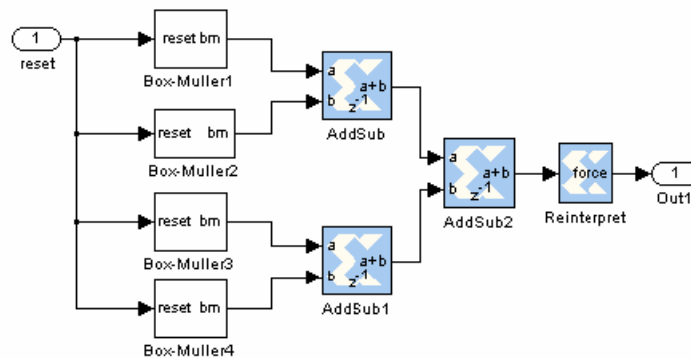 1
reset
reset bm
Box-Muller1
reset bm
Box-Muller2
reset bm
Box-Muller3
reset bm
Box-Muller4
a
b
a+b
z-1
AddSub
a
b
a+b
z-1
AddSub1
a
b
a+b
z-1
AddSub2
force
Reinterpret
1
Out1